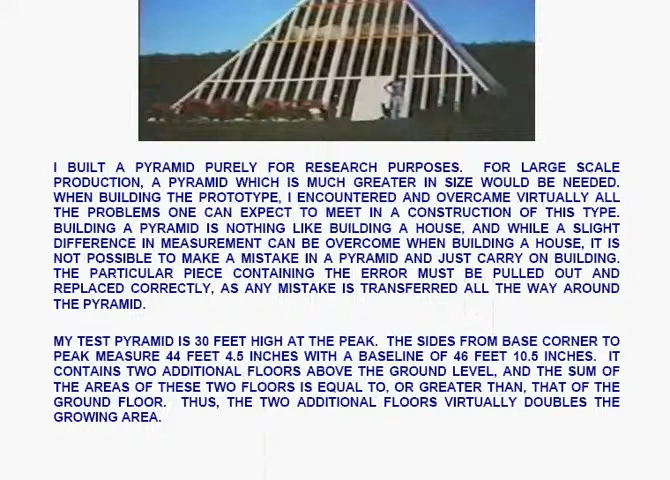 I BUILT A PYRAMID PURELY FOR RESEARCH PURPOSES. FOR LARGE SCALE
PRODUCTION, A PYRAMID WHICH IS MUCH GREATER IN SIZE WOULD BE NEEDED.
WHEN BUILDING THE PROTOTYPE, I ENCOUNTERED AND OVERCAME VIRTUALLY ALL
THE PROBLEMS ONE CAN EXPECT TO MEET IN A CONSTRUCTION OF THIS TYPE.
BUILDING A PYRAMID IS NOTHING LIKE BUILDING A HOUSE, AND WHILE A SLIGHT
DIFFERENCE IN MEASUREMENT CAN BE OVERCOME WHEN BUILDING A HOUSE, IT IS
NOT POSSIBLE TO MAKE A MISTAKE IN A PYRAMID AND JUST CARRY ON BUILDING.
THE PARTICULAR PIECE CONTAINING THE ERROR MUST BE PULLED OUT AND
REPLACED CORRECTLY, AS ANY MISTAKE IS TRANSFERRED ALL THE WAY AROUND
THE PYRAMID.
MY TEST PYRAMID IS 30 FEET HIGH AT THE PEAK. THE SIDES FROM BASE CORNER TO
PEAK MEASURE 44 FEET 4.5 INCHES WITH A BASELINE OF 46 FEET 10.5 INCHES. IT
CONTAINS TWO ADDITIONAL FLOORS ABOVE THE GROUND LEVEL, AND THE SUM OF
THE AREAS OF THESE TWO FLOORS IS EQUAL TO, OR GREATER THAN, THAT OF THE
GROUND FLOOR. THUS, THE TWO ADDITIONAL FLOORS VIRTUALLY DOUBLES THE
GROWING AREA.